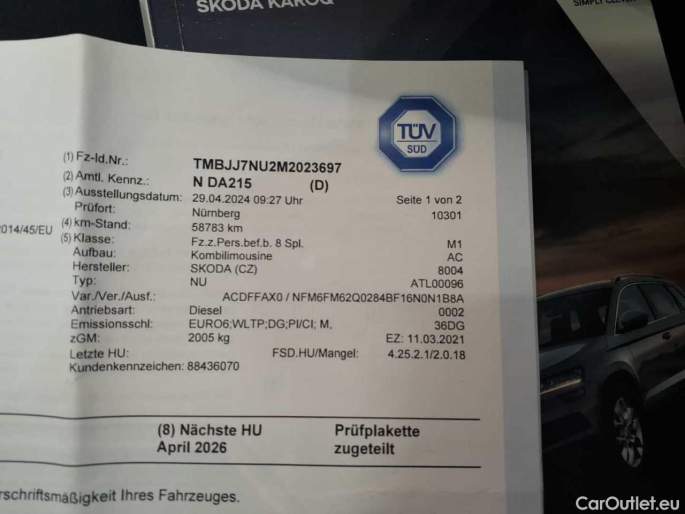 SKODA KAROQ
SIMPLY CLEVER
TÜV
SÜD
(1) Fz-Id.Nr.: TMBJJ7NU2M2023697
(2) Amtl. Kennz.: N DA215 (D)
(3) Ausstellungsdatum: 29.04.2024 09:27 Uhr Seite 1 von 2
Prüfort: Nürnberg 10301
2014/45/EU (4) km-Stand: 58783 km
(5) Klasse: Fz.z.Pers.bef.b. 8 Spl. M1
Aufbau: Kombilimousine AC
Hersteller: SKODA (CZ) 8004
Typ: NU ATL00096
Var./Ver./Ausf.: ACDFFAX0 / NFM6FM62Q0284BF16N0N1B8A
Antriebsart: Diesel 0002
Emissionsschl: EURO6;WLTP;DG;PI/CI; M, 36DG
zGM: 2005 kg EZ: 11.03.2021
Letzte HU: FSD.HU/Mangel: 4.25.2.1/2.0.18
Kundenkennzeichen: 88436070
(8) Nächste HU Prüfplakette
April 2026 zugeteilt
erschriftsmäßigkeit Ihres Fahrzeuges.
CarOutlet.eu